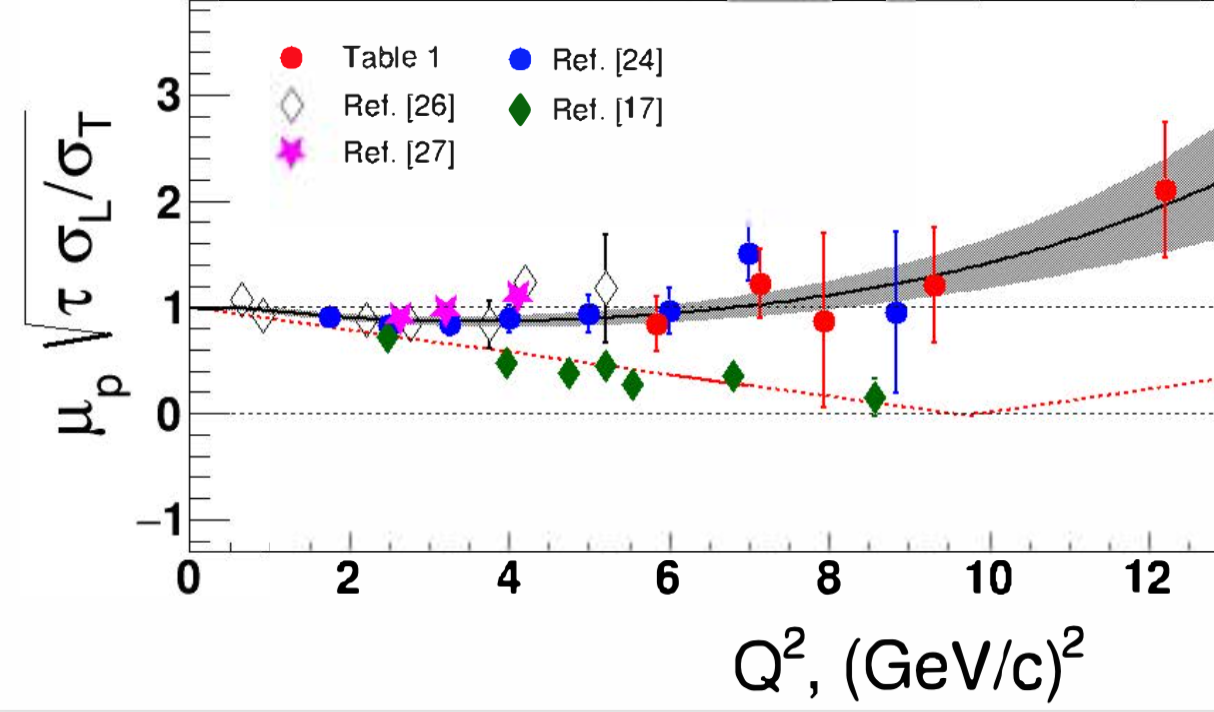 Table 1
Ref. [24]
Ref. [26]
Ref. [17]
Ref. [27]
μp √τ σL/σT
3
2
1
0
−1
0 2 4 6 8 10 12
Q², (GeV/c)²